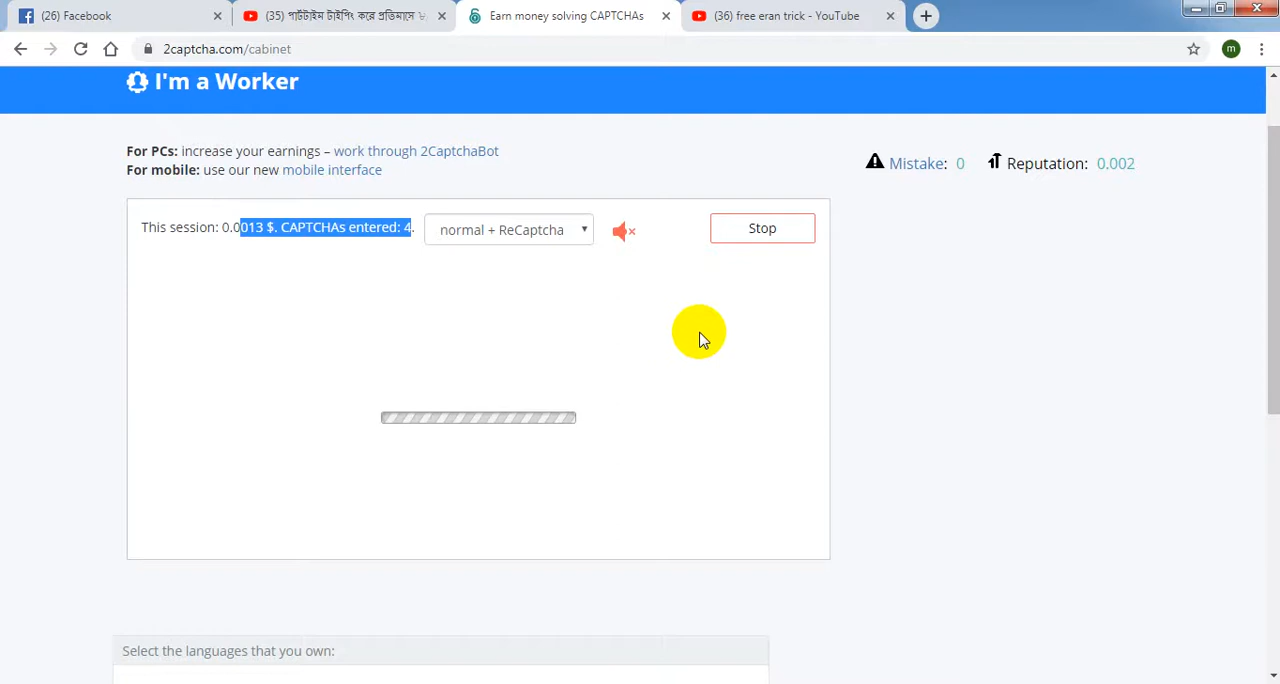 (26) Facebook
(35) পার্টটাইম টাইপিং করে প্রতিমাসে
Earn money solving CAPTCHAs
(36) free eran trick - YouTube
2captcha.com/cabinet
m
I'm a Worker
For PCs: increase your earnings – work through 2CaptchaBot
For mobile: use our new mobile interface
Mistake: 0
Reputation: 0.002
This session: 0.0013 $. CAPTCHAs entered: 4.
normal + ReCaptcha
Stop
Select the languages that you own: